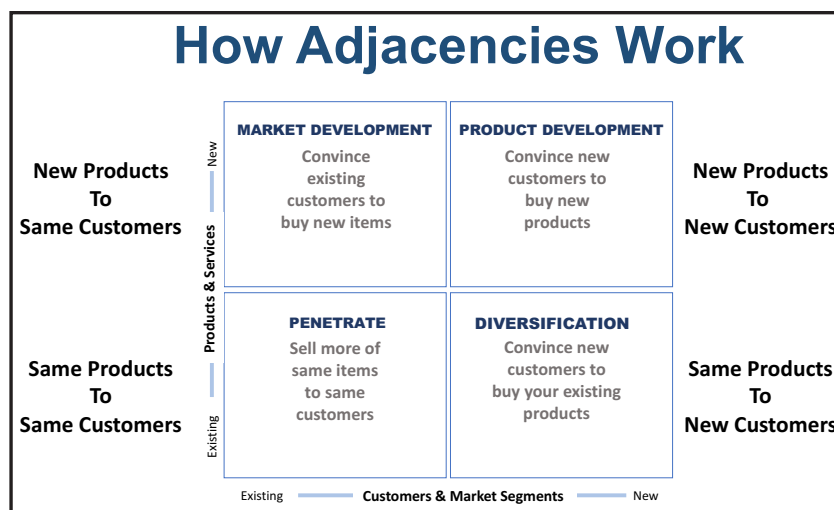 How Adjacencies Work
New Products
To
Same Customers
New
MARKET DEVELOPMENT
Convince
existing
customers to
buy new items
PRODUCT DEVELOPMENT
Convince new
customers to
buy new
products
New Products
To
New Customers
Products & Services
Same Products
To
Same Customers
Existing
PENETRATE
Sell more of
same items
to same
customers
DIVERSIFICATION
Convince new
customers to
buy your existing
products
Same Products
To
New Customers
Existing
Customers & Market Segments
New